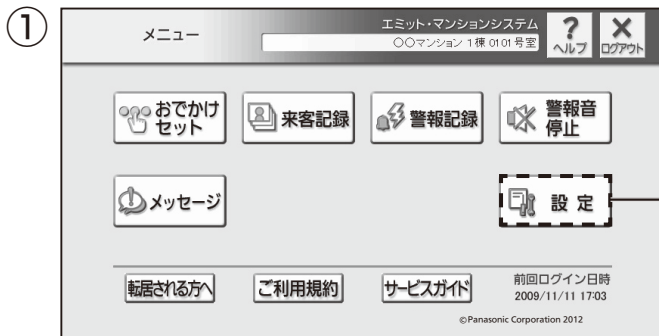 ①
メニュー
エミット・マンションシステム
○○マンション 1棟 0101号室
?
ヘルプ
ログアウト
おでかけ
セット
来客記録
警報記録
警報音
停止
メッセージ
設定
転居される方へ
ご利用規約
サービスガイド
前回ログイン日時
2009/11/11 17:03
©Panasonic Corporation 2012